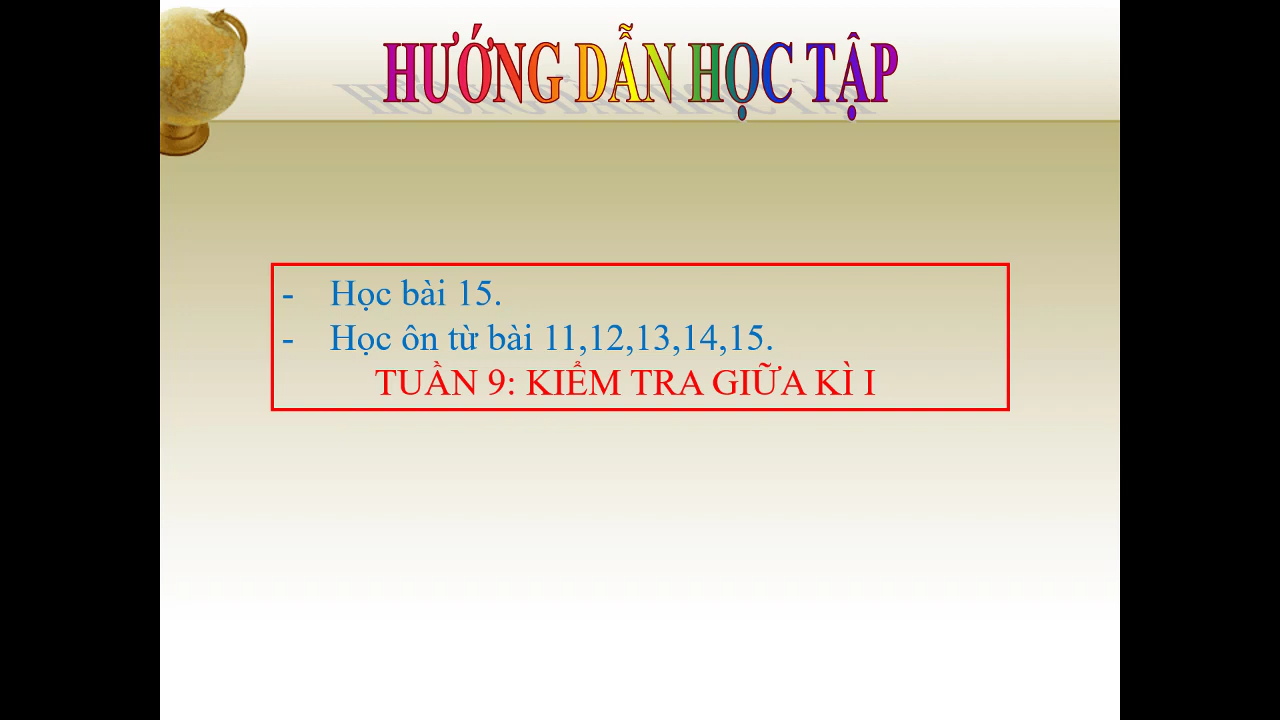 HƯỚNG DẪN HỌC TẬP
- Học bài 15.
- Học ôn từ bài 11,12,13,14,15.
TUẦN 9: KIỂM TRA GIỮA KÌ I